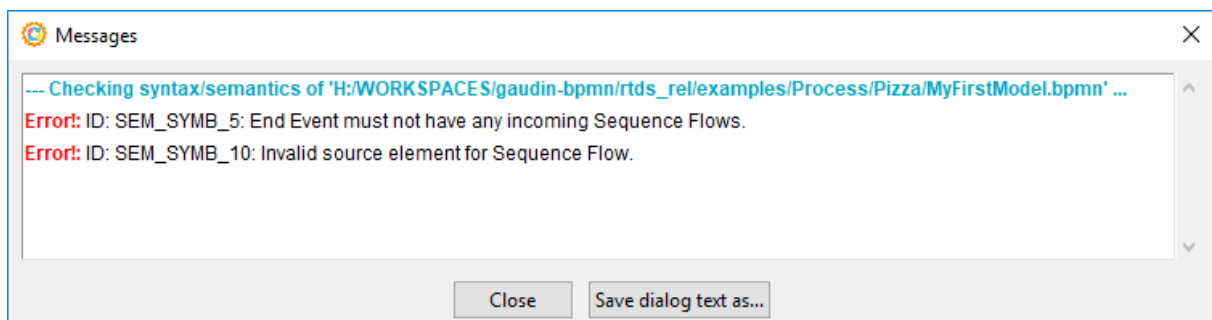 Messages
--- Checking syntax/semantics of 'H:/WORKSPACES/gaudin-bpmn/rtds_rel/examples/Process/Pizza/MyFirstModel.bpmn' ...
Error!: ID: SEM_SYMB_5: End Event must not have any incoming Sequence Flows.
Error!: ID: SEM_SYMB_10: Invalid source element for Sequence Flow.
Close Save dialog text as...